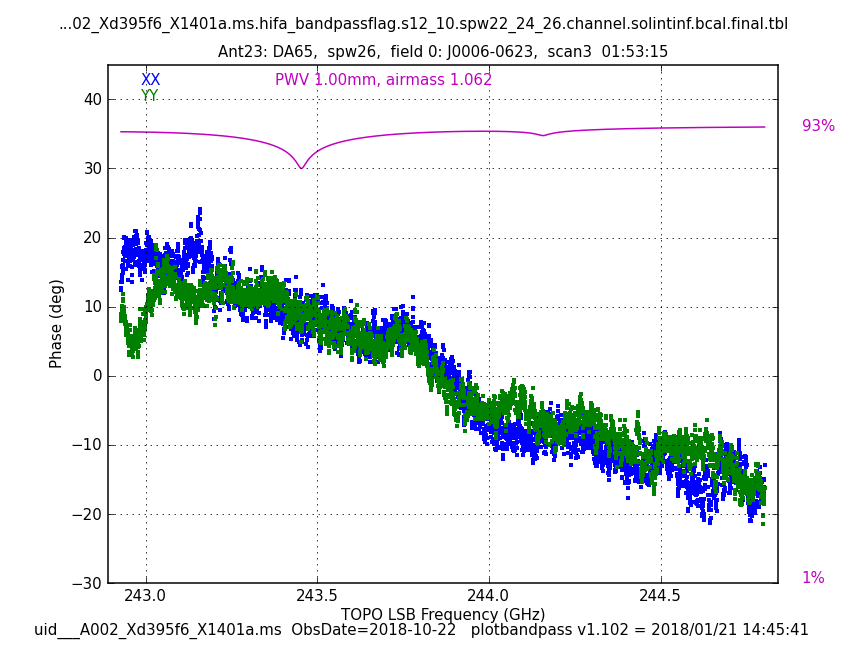 ...02_Xd395f6_X1401a.ms.hifa_bandpassflag.s12_10.spw22_24_26.channel.solintinf.bcal.final.tbl
Ant23: DA65,  spw26,  field 0: J0006-0623,  scan3  01:53:15
XX
YY
PWV 1.00mm, airmass 1.062
93%
1%
Phase (deg)
40
30
20
10
0
−10
−20
−30
243.0 243.5 244.0 244.5
TOPO LSB Frequency (GHz)
uid___A002_Xd395f6_X1401a.ms  ObsDate=2018-10-22   plotbandpass v1.102 = 2018/01/21 14:45:41